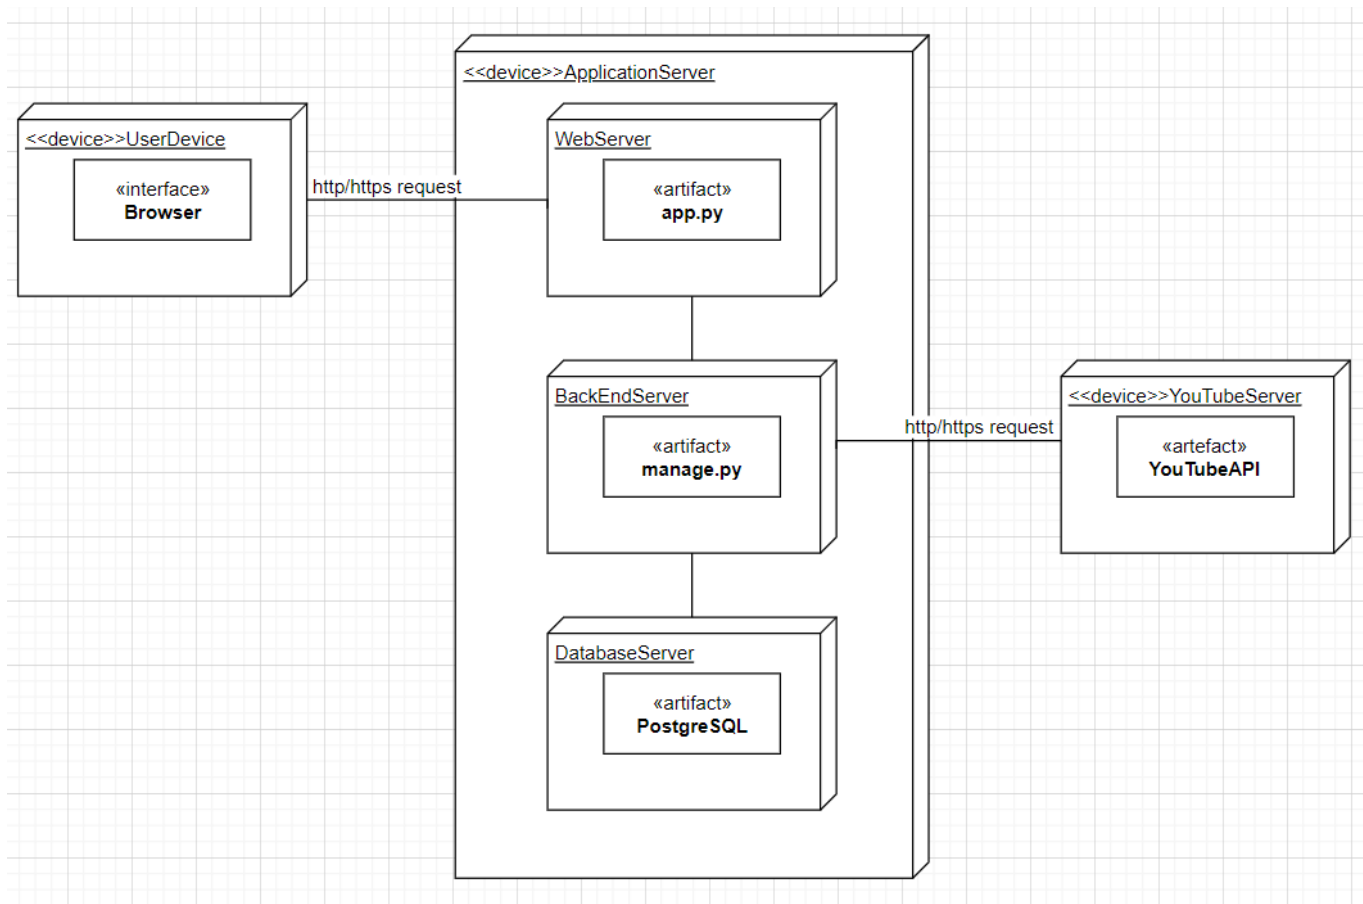 <<device>>ApplicationServer
<<device>>UserDevice
«interface»
Browser
http/https request
WebServer
«artifact»
app.py
BackEndServer
«artifact»
manage.py
http/https request
<<device>>YouTubeServer
«artefact»
YouTubeAPI
DatabaseServer
«artifact»
PostgreSQL